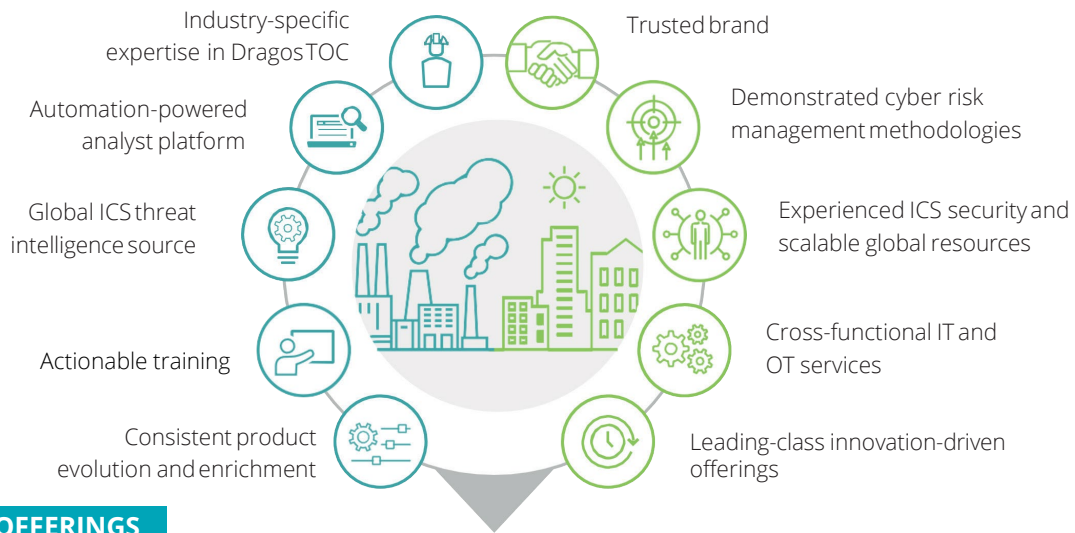 Industry-specific
expertise in Dragos TOC
Trusted brand
Automation-powered
analyst platform
Demonstrated cyber risk
management methodologies
Global ICS threat
intelligence source
Experienced ICS security and
scalable global resources
Actionable training
Cross-functional IT and
OT services
Consistent product
evolution and enrichment
Leading-class innovation-driven
offerings
OFFERINGS